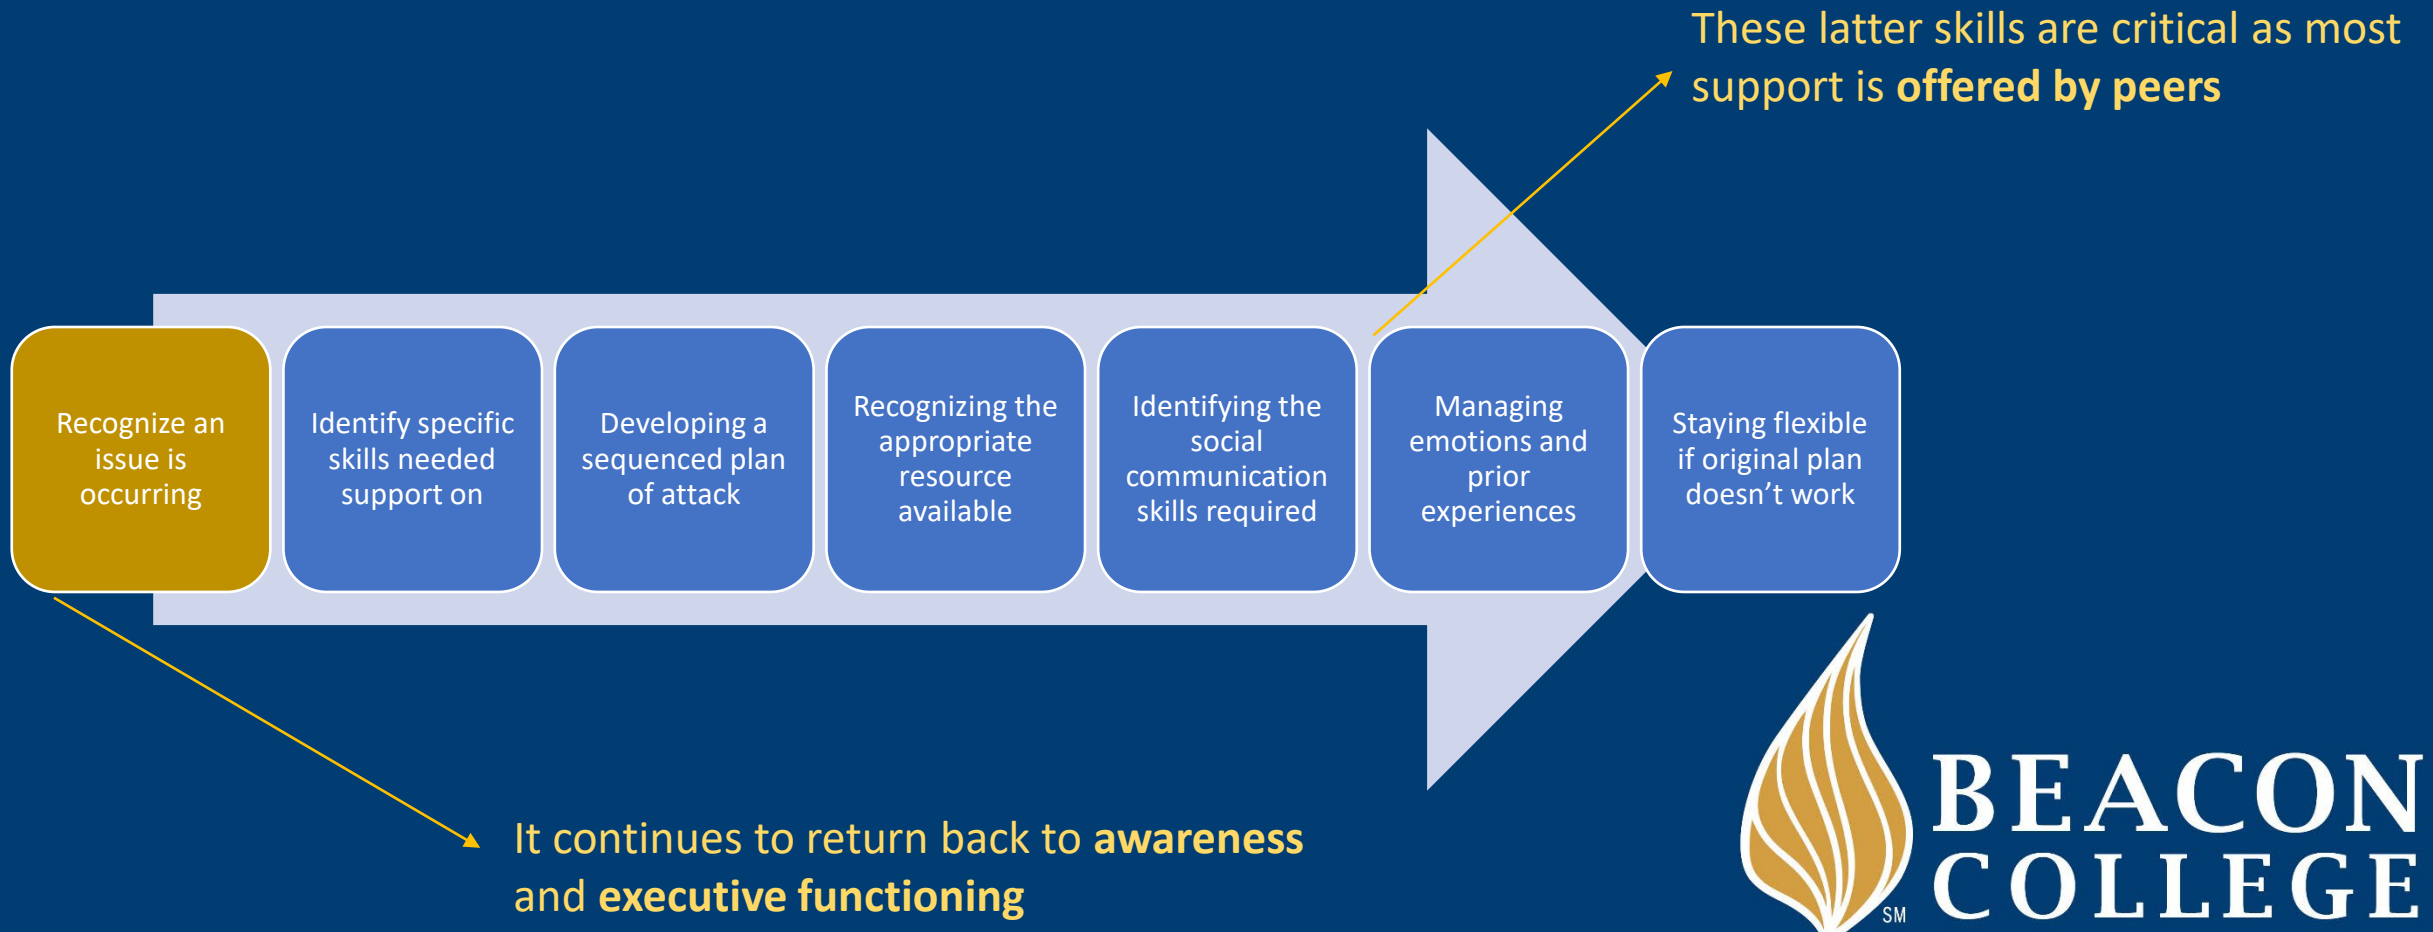 These latter skills are critical as most
support is offered by peers
Recognize an
issue is
occurring
Identify specific
skills needed
support on
Developing a
sequenced plan
of attack
Recognizing the
appropriate
resource
available
Identifying the
social
communication
skills required
Managing
emotions and
prior
experiences
Staying flexible
if original plan
doesn’t work
It continues to return back to awareness
and executive functioning
BEACON
COLLEGE
SM